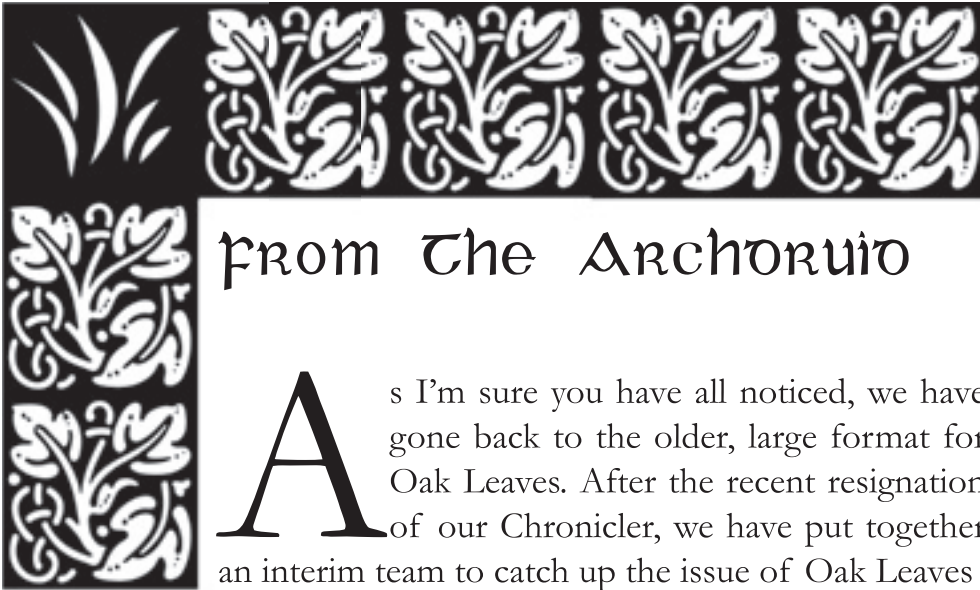 From The Archdruid
As I'm sure you have all noticed, we have
gone back to the older, large format for
Oak Leaves. After the recent resignation
of our Chronicler, we have put together
an interim team to catch up the issue of Oak Leaves